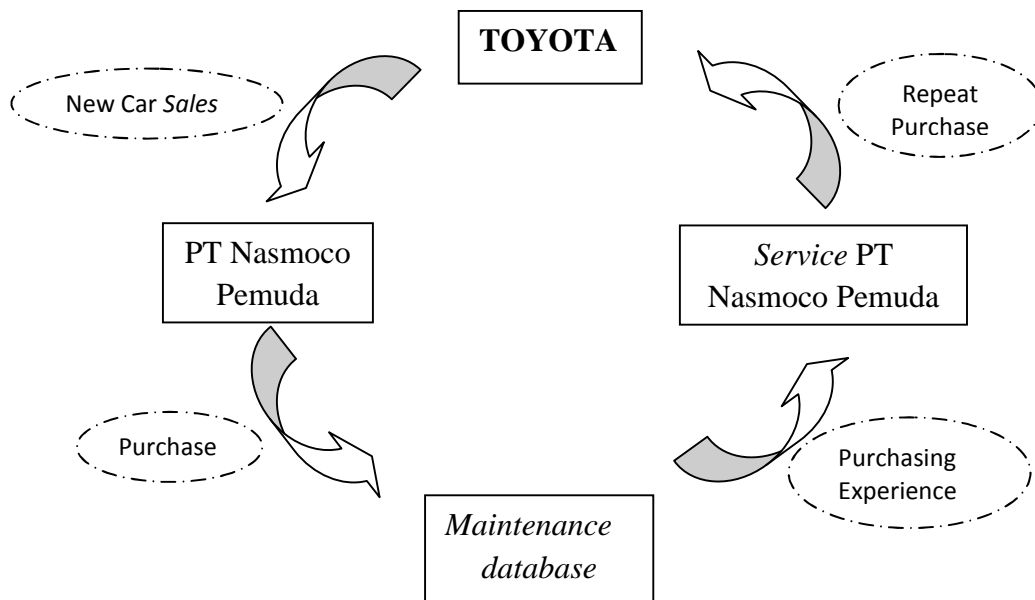 TOYOTA
New Car Sales
Repeat
Purchase
PT Nasmoco
Pemuda
Service PT
Nasmoco Pemuda
Purchase
Purchasing
Experience
Maintenance
database